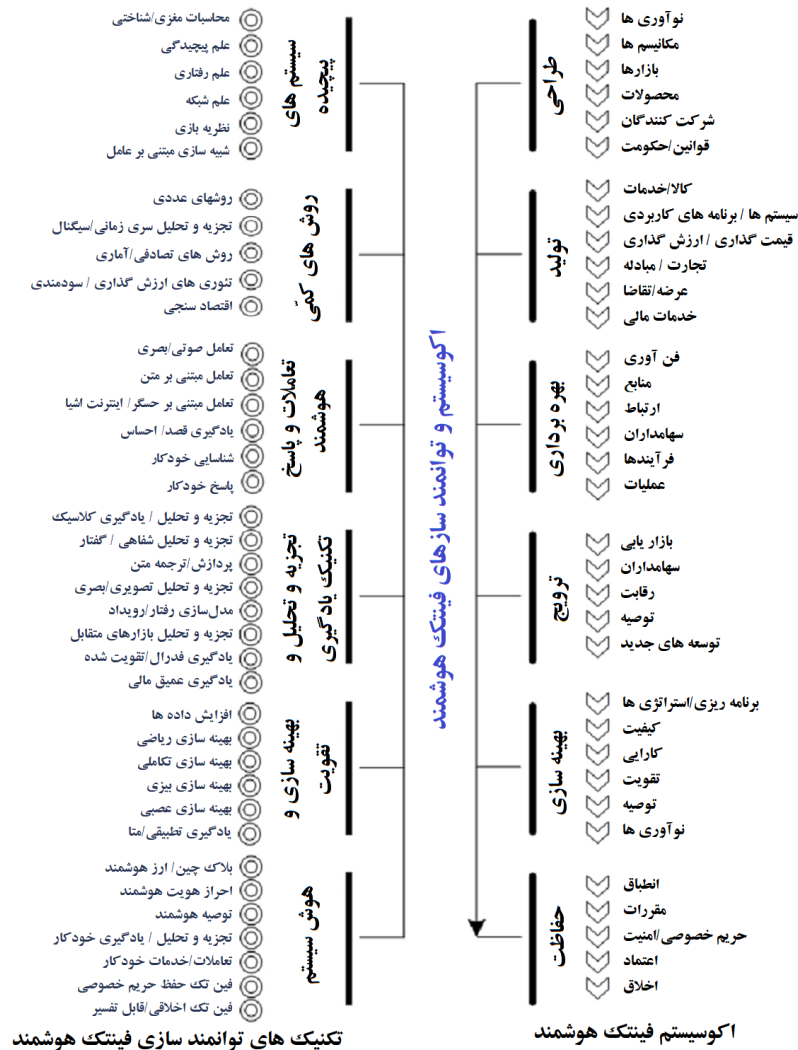 نوآوری ها
مکانیسم ها
بازارها
محصولات
شرکت کنندگان
قوانین/حکومت
طراحی
کالا/خدمات
سیستم ها / برنامه های کاربردی
قیمت گذاری / ارزش گذاری
تجارت / مبادله
عرضه/تقاضا
خدمات مالی
تولید
فن آوری
منابع
ارتباط
سهامداران
فرآیندها
عملیات
بهره برداری
بازار یابی
سهامداران
رقابت
توصیه
توسعه های جدید
ترویج
برنامه ریزی/استراتژی ها
کیفیت
کارایی
تقویت
توصیه
نوآوری ها
بهینه سازی
انطباق
مقررات
حریم خصوصی/امنیت
اعتماد
اخلاق
حفاظت
اکوسیستم فینتک هوشمند
اکوسیستم و توانمند سازهای فینتک هوشمند
سیستم های
پیچیده
محاسبات مغزی/شناختی
علم پیچیدگی
علم رفتاری
علم شبکه
نظریه بازی
شبیه سازی مبتنی بر عامل
روش های کمّی
روشهای عددی
تجزیه و تحلیل سری زمانی/سیگنال
روش های تصادفی/آماری
تئوری های ارزش گذاری / سودمندی
اقتصاد سنجی
تعاملات و پاسخ
هوشمند
تعامل صوتی/بصری
تعامل مبتنی بر متن
تعامل مبتنی بر حسگر/ اینترنت اشیا
یادگیری قصد/ احساس
شناسایی خودکار
پاسخ خودکار
تجزیه و تحلیل و
تکنیک یادگیری
تجزیه و تحلیل / یادگیری کلاسیک
تجزیه و تحلیل شفاهی / گفتار
پردازش/ترجمه متن
تجزیه و تحلیل تصویری/بصری
مدل‌سازی رفتار/رویداد
تجزیه و تحلیل بازارهای متقابل
یادگیری فدرال/تقویت شده
یادگیری عمیق مالی
بهینه سازی و
تقویت
افزایش داده ها
بهینه سازی ریاضی
بهینه سازی تکاملی
بهینه سازی بیزی
بهینه سازی عصبی
یادگیری تطبیقی/متا
هوش سیستم
بلاک چین/ ارز هوشمند
احراز هویت هوشمند
توصیه هوشمند
تجزیه و تحلیل / یادگیری خودکار
تعاملات/خدمات خودکار
فین تک حفظ حریم خصوصی
فین تک اخلاقی/قابل تفسیر
تکنیک های توانمند سازی فینتک هوشمند